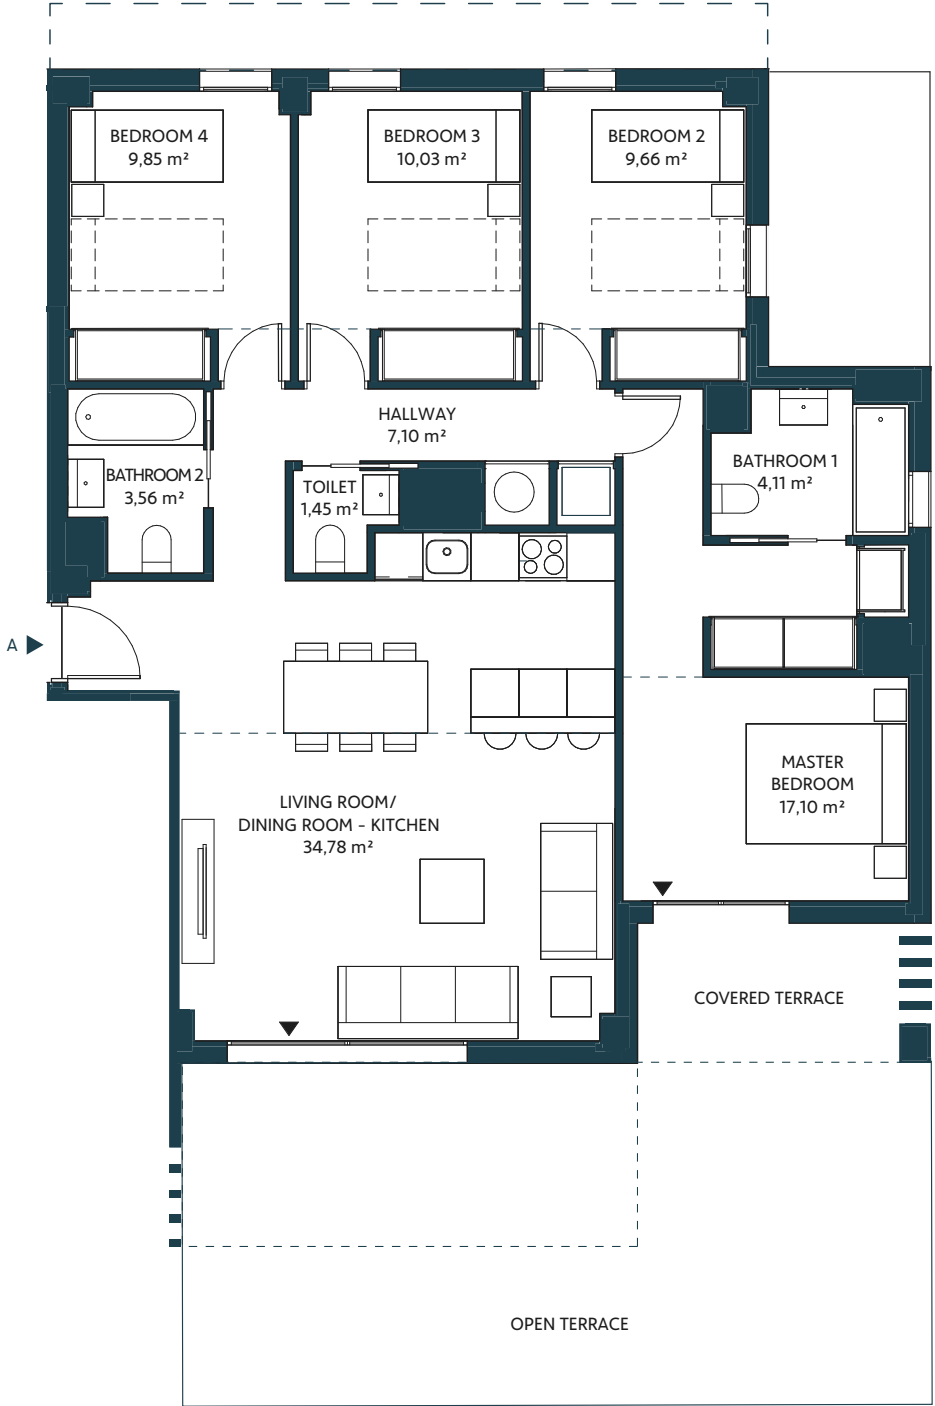 BEDROOM 4
9,85 m²
BEDROOM 3
10,03 m²
BEDROOM 2
9,66 m²
HALLWAY
7,10 m²
BATHROOM 2
3,56 m²
TOILET
1,45 m²
BATHROOM 1
4,11 m²
A
MASTER
BEDROOM
17,10 m²
LIVING ROOM/
DINING ROOM - KITCHEN
34,78 m²
COVERED TERRACE
OPEN TERRACE